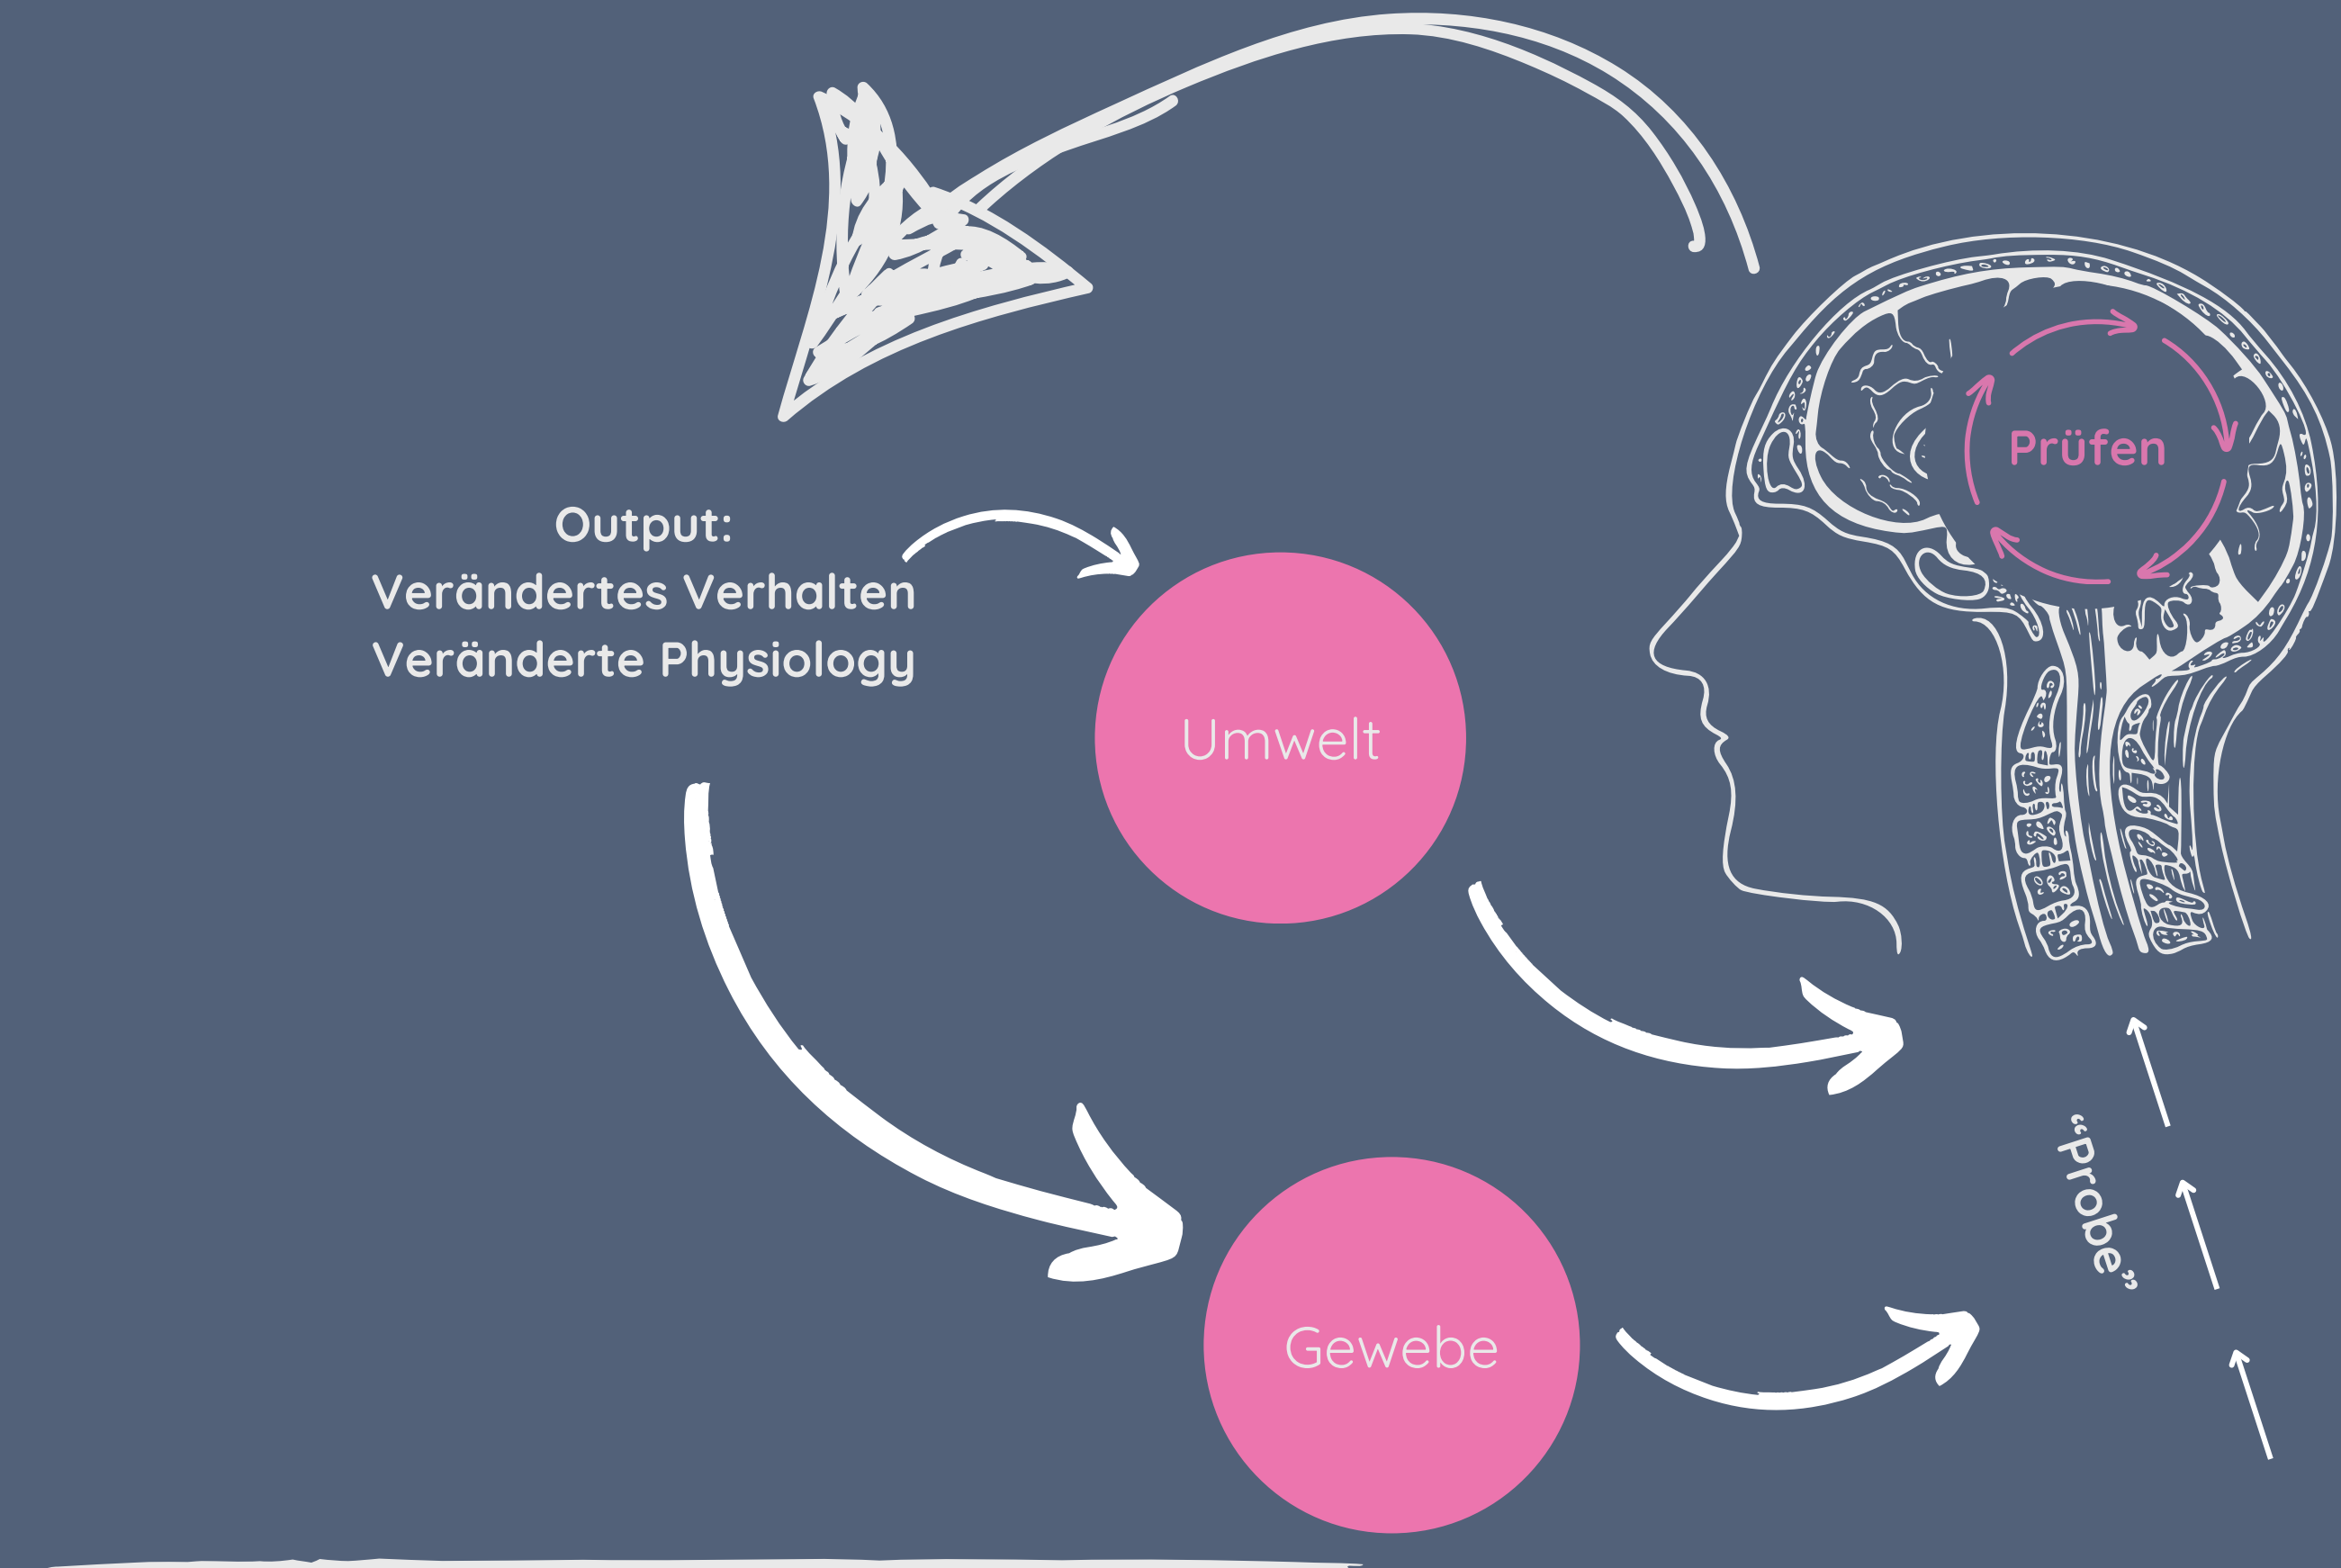 Prüfen
Output:
Verändertes Verhalten
Veränderte Physiology
Umwelt
“Probe”
Gewebe